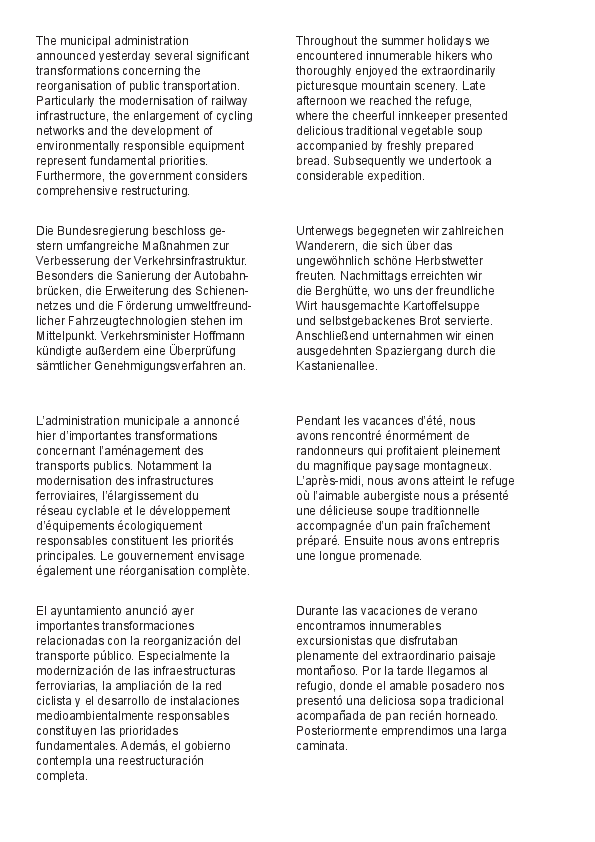 The municipal administration
announced yesterday several significant
transformations concerning the
reorganisation of public transportation.
Particularly the modernisation of railway
infrastructure, the enlargement of cycling
networks and the development of
environmentally responsible equipment
represent fundamental priorities.
Furthermore, the government considers
comprehensive restructuring.
Throughout the summer holidays we
encountered innumerable hikers who
thoroughly enjoyed the extraordinarily
picturesque mountain scenery. Late
afternoon we reached the refuge,
where the cheerful innkeeper presented
delicious traditional vegetable soup
accompanied by freshly prepared
bread. Subsequently we undertook a
considerable expedition.
Die Bundesregierung beschloss ge-
stern umfangreiche Maßnahmen zur
Verbesserung der Verkehrsinfrastruktur.
Besonders die Sanierung der Autobahn-
brücken, die Erweiterung des Schienen-
netzes und die Förderung umweltfreund-
licher Fahrzeugtechnologien stehen im
Mittelpunkt. Verkehrsminister Hoffmann
kündigte außerdem eine Überprüfung
sämtlicher Genehmigungsverfahren an.
Unterwegs begegneten wir zahlreichen
Wanderern, die sich über das
ungewöhnlich schöne Herbstwetter
freuten. Nachmittags erreichten wir
die Berghütte, wo uns der freundliche
Wirt hausgemachte Kartoffelsuppe
und selbstgebackenes Brot servierte.
Anschließend unternahmen wir einen
ausgedehnten Spaziergang durch die
Kastanienallee.
L'administration municipale a annoncé
hier d'importantes transformations
concernant l'aménagement des
transports publics. Notamment la
modernisation des infrastructures
ferroviaires, l'élargissement du
réseau cyclable et le développement
d'équipements écologiquement
responsables constituent les priorités
principales. Le gouvernement envisage
également une réorganisation complète.
Pendant les vacances d'été, nous
avons rencontré énormément de
randonneurs qui profitaient pleinement
du magnifique paysage montagneux.
L'après-midi, nous avons atteint le refuge
où l'aimable aubergiste nous a présenté
une délicieuse soupe traditionnelle
accompagnée d'un pain fraîchement
préparé. Ensuite nous avons entrepris
une longue promenade.
El ayuntamiento anunció ayer
importantes transformaciones
relacionadas con la reorganización del
transporte público. Especialmente la
modernización de las infraestructuras
ferroviarias, la ampliación de la red
ciclista y el desarrollo de instalaciones
medioambientalmente responsables
constituyen las prioridades
fundamentales. Además, el gobierno
contempla una reestructuración
completa.
Durante las vacaciones de verano
encontramos innumerables
excursionistas que disfrutaban
plenamente del extraordinario paisaje
montañoso. Por la tarde llegamos al
refugio, donde el amable posadero nos
presentó una deliciosa sopa tradicional
acompañada de pan recién horneado.
Posteriormente emprendimos una larga
caminata.